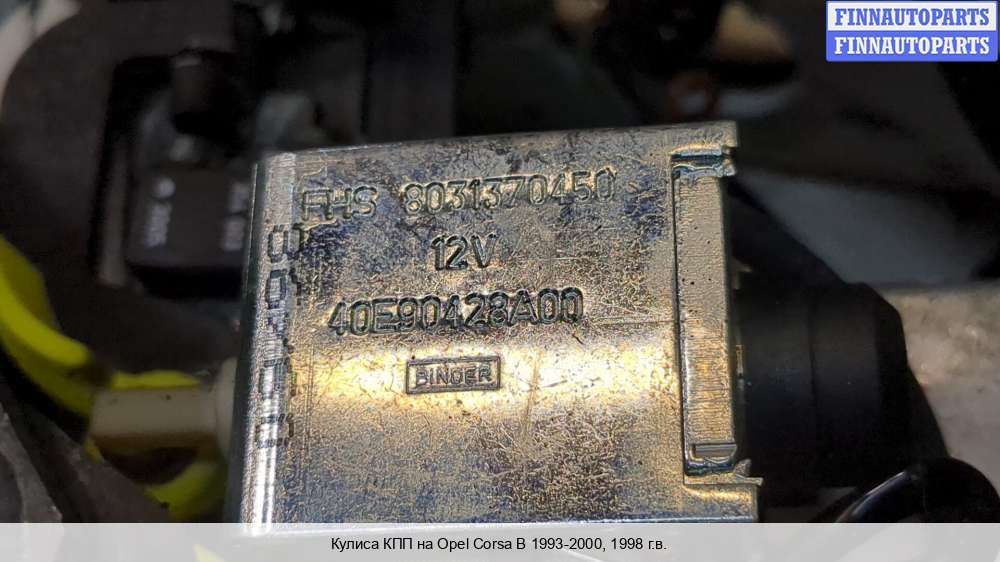 FINNAUTOPARTS
FINNAUTOPARTS
FHS 8031370450
12V
40E90428A00
BINDER
Кулиса КПП на Opel Corsa B 1993-2000, 1998 г.в.